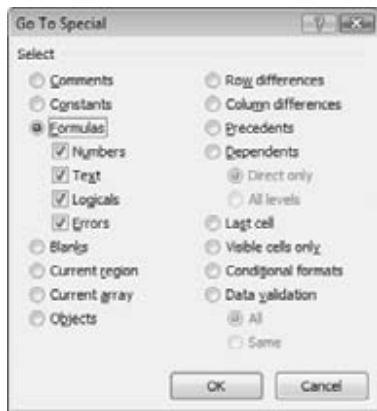 Go To Special
Select
Comments
Constants
Formulas
Numbers
Text
Logicals
Errors
Blanks
Current region
Current array
Objects
Row differences
Column differences
Precedents
Dependents
Direct only
All levels
Last cell
Visible cells only
Conditional formats
Data validation
All
Same
OK
Cancel